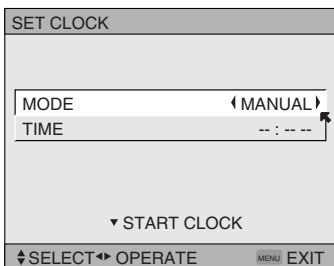 SET CLOCK
MODE MANUAL
TIME -- : -- --
START CLOCK
SELECT OPERATE MENU EXIT